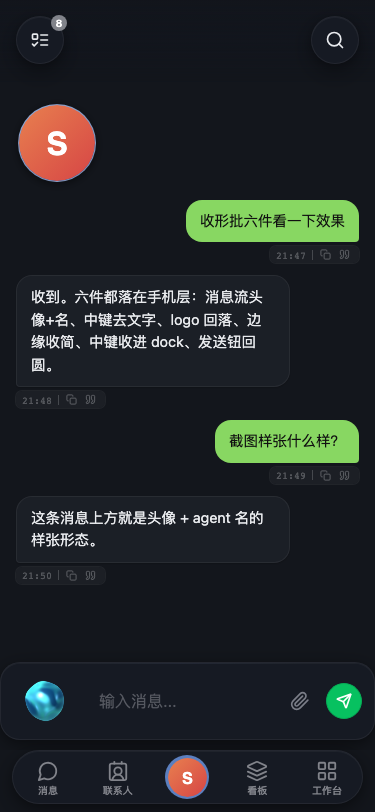 8
S
收形批六件看一下效果
21:47
收到。六件都落在手机层：消息流头
像+名、中键去文字、logo 回落、边
缘收简、中键收进 dock、发送钮回
圆。
21:48
截图样张什么样？
21:49
这条消息上方就是头像 + agent 名的
样张形态。
21:50
输入消息...
消息
联系人
S
看板
工作台